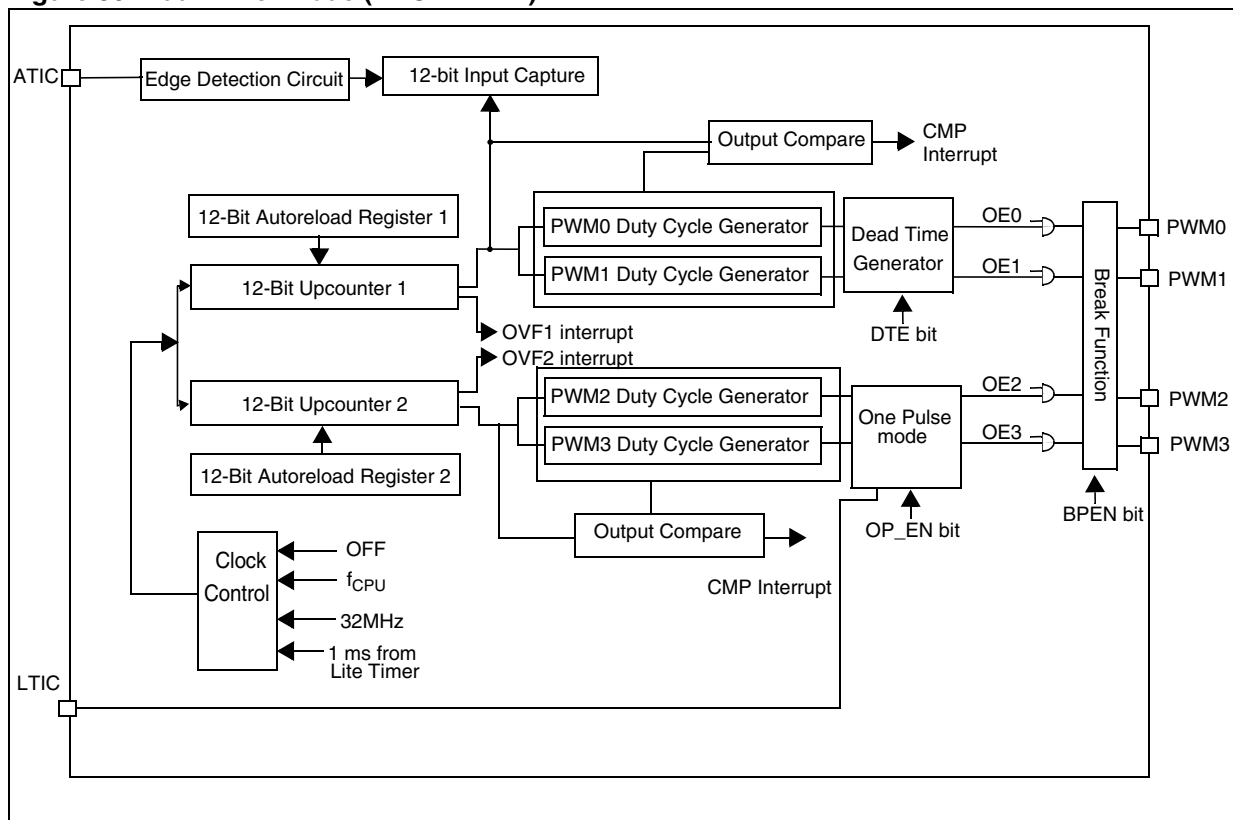 ATIC
Edge Detection Circuit
12-bit Input Capture
Output Compare
CMP
Interrupt
12-Bit Autoreload Register 1
PWM0 Duty Cycle Generator
PWM1 Duty Cycle Generator
Dead Time
Generator
OE0
OE1
PWM0
PWM1
12-Bit Upcounter 1
DTE bit
Break Function
OVF1 interrupt
OVF2 interrupt
12-Bit Upcounter 2
PWM2 Duty Cycle Generator
PWM3 Duty Cycle Generator
One Pulse
mode
OE2
OE3
PWM2
PWM3
12-Bit Autoreload Register 2
Output Compare
OP_EN bit
BPEN bit
CMP Interrupt
Clock
Control
OFF
fCPU
32MHz
1 ms from
Lite Timer
LTIC